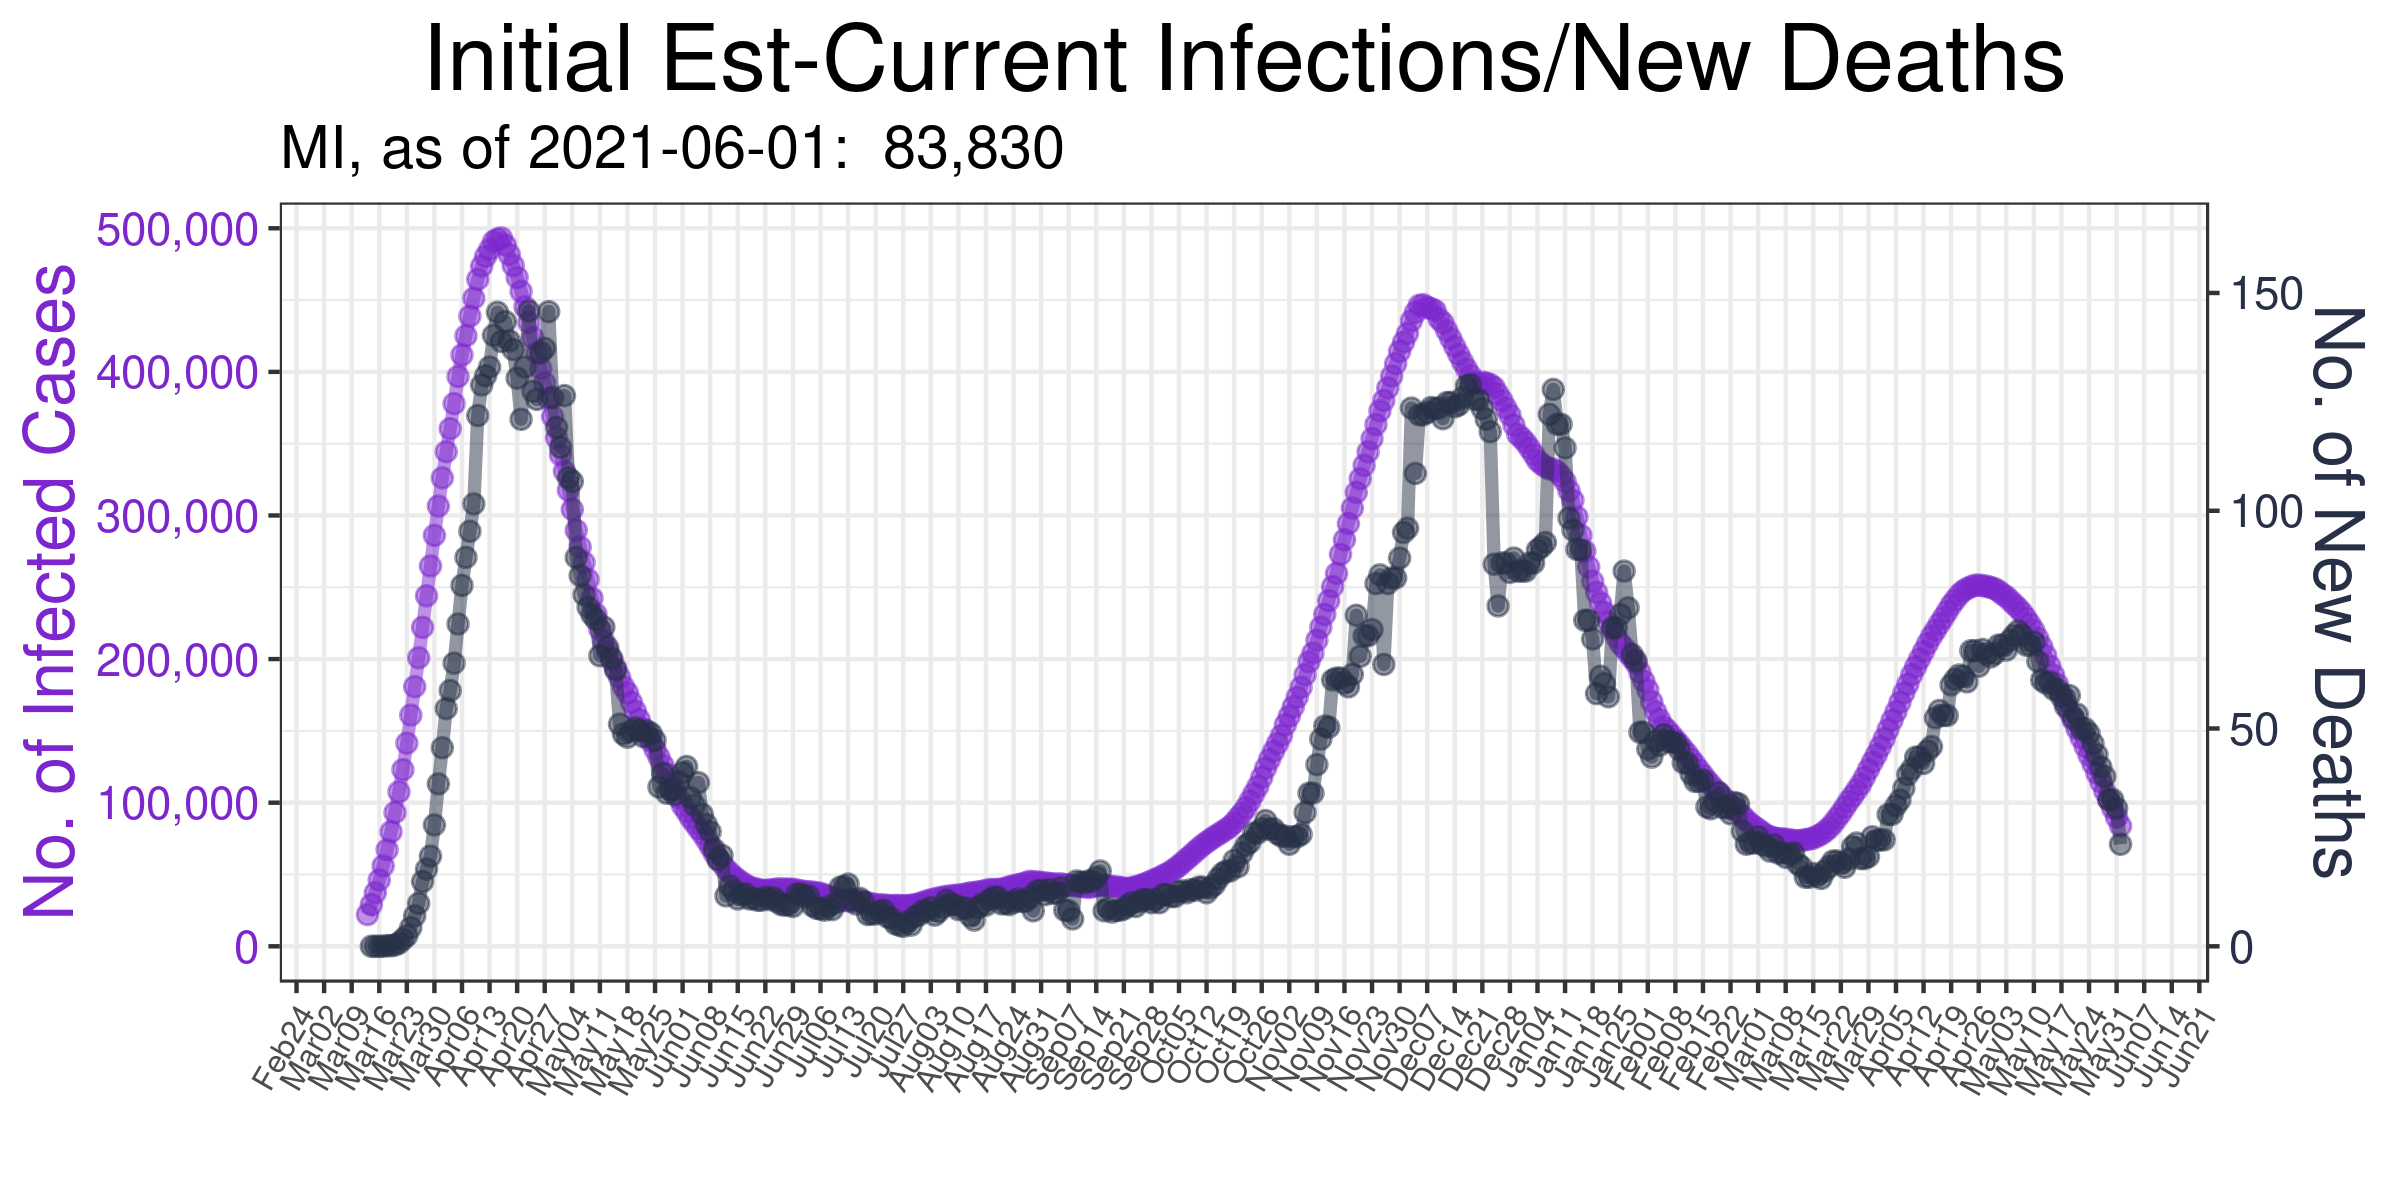 Initial Est-Current Infections/New Deaths
MI, as of 2021-06-01:  83,830
No. of Infected Cases
500,000
400,000
300,000
200,000
100,000
0
150
100
50
0
No. of New Deaths
Feb24
Mar02
Mar09
Mar16
Mar23
Mar30
Apr06
Apr13
Apr20
Apr27
May04
May11
May18
May25
Jun01
Jun08
Jun15
Jun22
Jun29
Jul06
Jul13
Jul20
Jul27
Aug03
Aug10
Aug17
Aug24
Aug31
Sep07
Sep14
Sep21
Sep28
Oct05
Oct12
Oct19
Oct26
Nov02
Nov09
Nov16
Nov23
Nov30
Dec07
Dec14
Dec21
Dec28
Jan04
Jan11
Jan18
Jan25
Feb01
Feb08
Feb15
Feb22
Mar01
Mar08
Mar15
Mar22
Mar29
Apr05
Apr12
Apr19
Apr26
May03
May10
May17
May24
May31
Jun07
Jun14
Jun21